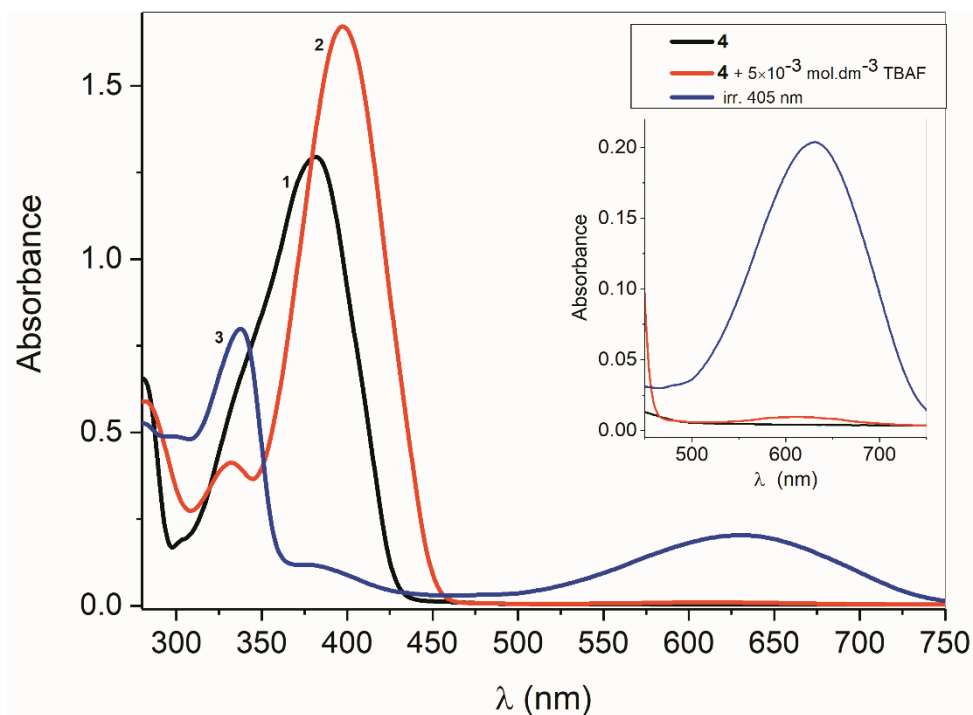 1.5
1.0
0.5
0.0
Absorbance
1
2
3
4
4 + 5×10⁻³ mol.dm⁻³ TBAF
irr. 405 nm
0.20
0.15
0.10
0.05
0.00
Absorbance
500 600 700
λ (nm)
300 350 400 450 500 550 600 650 700 750
λ (nm)